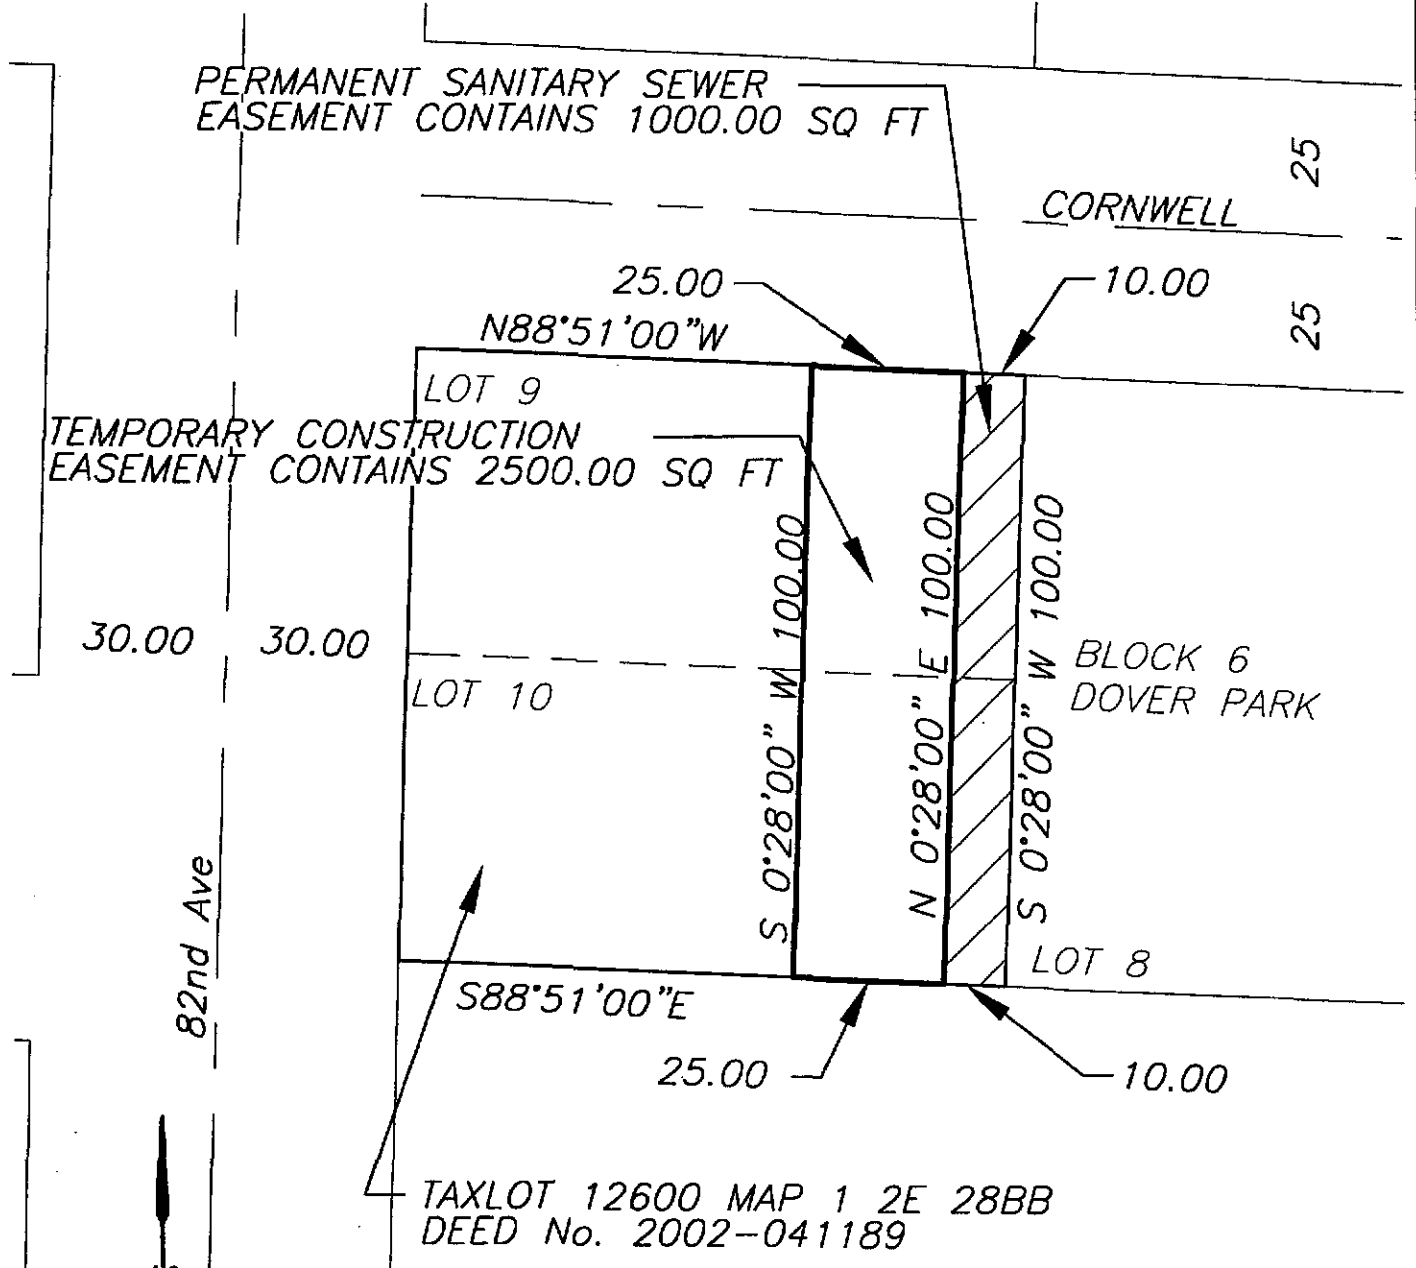 PERMANENT SANITARY SEWER
EASEMENT CONTAINS 1000.00 SQ FT
25
CORNWELL
25.00
10.00
25
N88°51'00"W
LOT 9
TEMPORARY CONSTRUCTION
EASEMENT CONTAINS 2500.00 SQ FT
S 0°28'00" W 100.00
N 0°28'00" E 100.00
S 0°28'00" W 100.00
30.00
30.00
BLOCK 6
DOVER PARK
LOT 10
82nd Ave
LOT 8
S88°51'00"E
25.00
10.00
TAXLOT 12600 MAP 1 2E 28BB
DEED No. 2002-041189